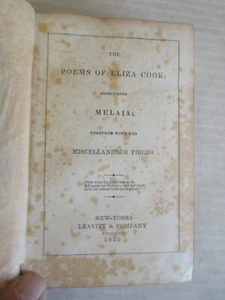 THE
POEMS OF ELIZA COOK:
COMPRISING
MELAIA;
TOGETHER WITH HER
MISCELLANEOUS PIECES.
NEW-YORK:
LEAVITT & COMPANY